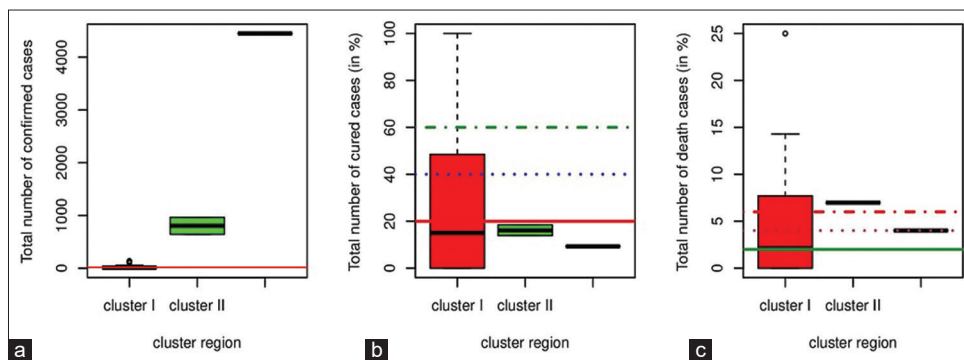 Total number of confirmed cases
4000
3000
2000
1000
0
cluster I
cluster II
cluster region
a
Total number of cured cases (in %)
100
80
60
40
20
0
cluster I
cluster II
cluster region
b
Total number of death cases (in %)
25
20
15
10
5
0
cluster I
cluster II
cluster region
c